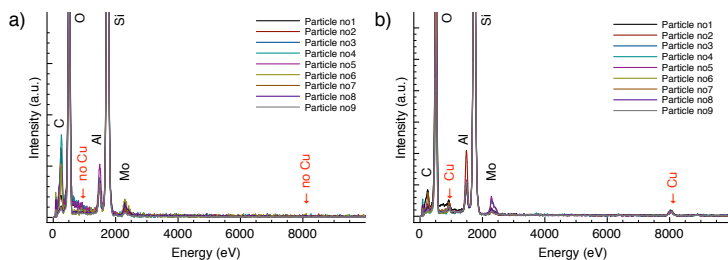 a)
Intensity (a.u.)
C
O
no Cu
Al
Si
Mo
no Cu
Particle no1
Particle no2
Particle no3
Particle no4
Particle no5
Particle no6
Particle no7
Particle no8
Particle no9
0 2000 4000 6000 8000
Energy (eV)
b)
Intensity (a.u.)
C
O
Cu
Al
Si
Mo
Cu
Particle no1
Particle no2
Particle no3
Particle no4
Particle no5
Particle no6
Particle no7
Particle no8
Particle no9
0 2000 4000 6000 8000
Energy (eV)